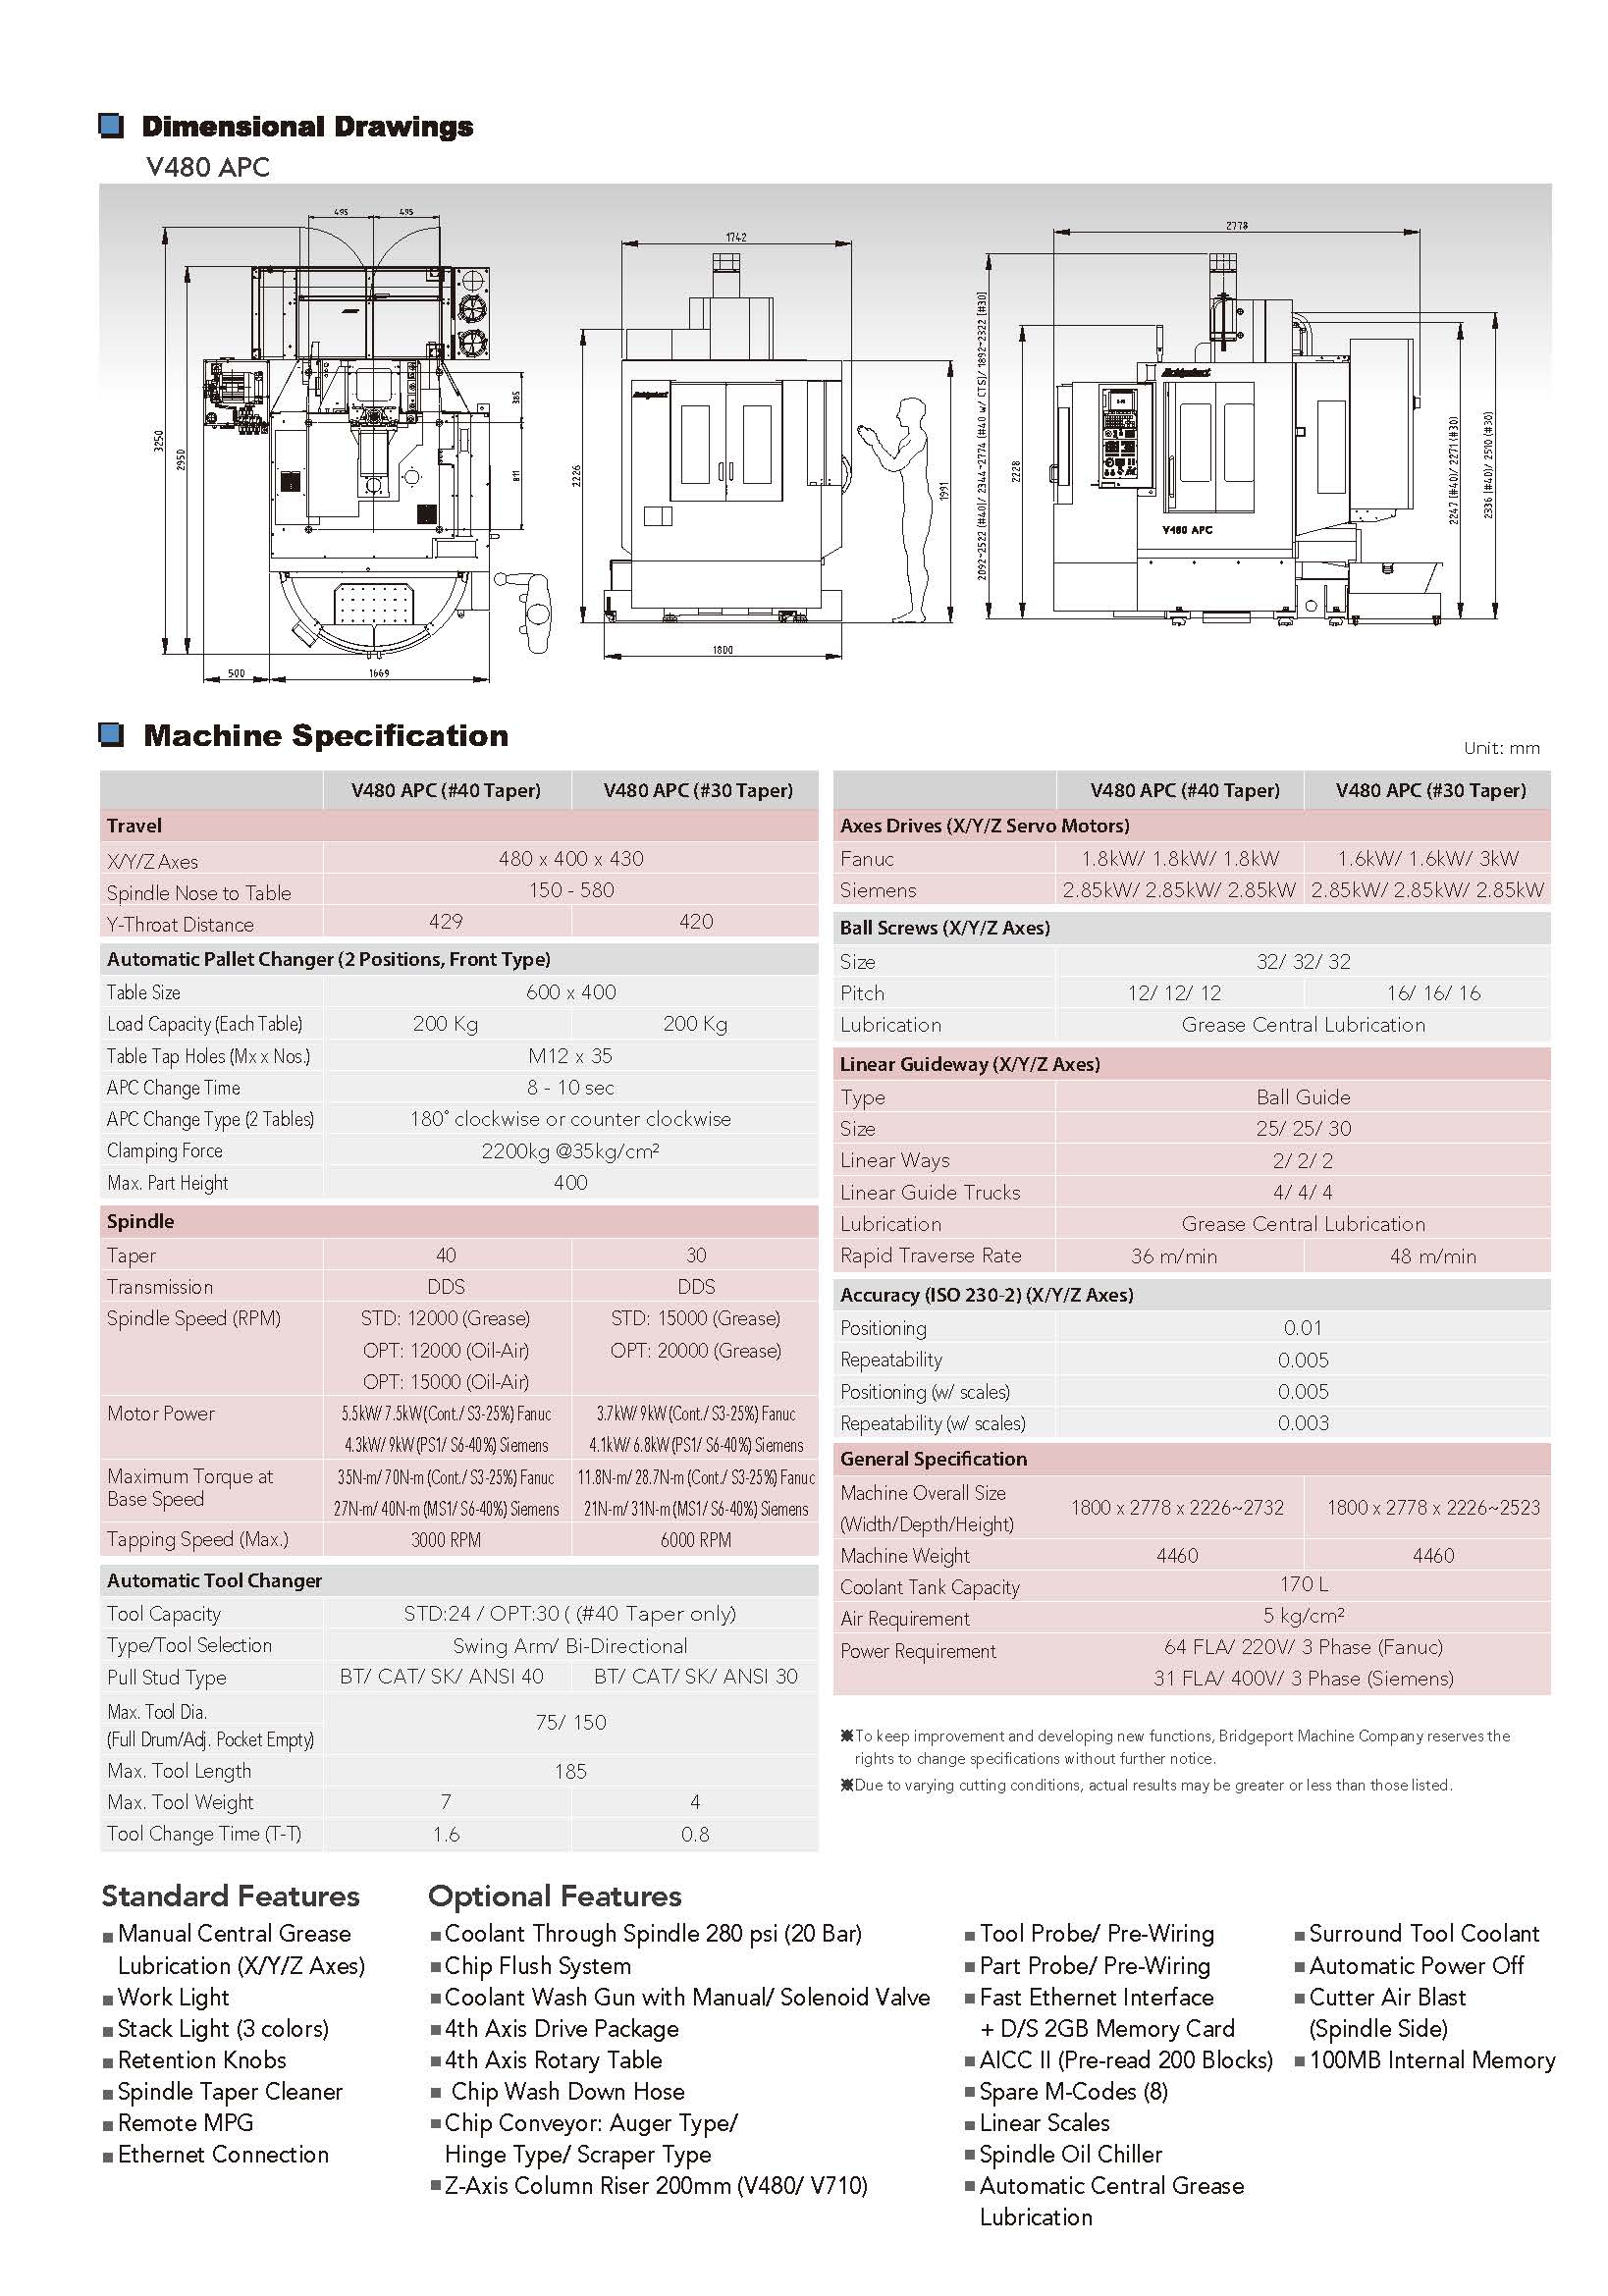 Dimensional Drawings
V480 APC
495 495
3250
2950
385
811
500 1669
1742
2226
1991
1800
Bridgeport
2778
2092~2522 (#40)/ 2344~2774 (#40 w/ CTS)/ 1892~2322 (#30)
2228
Bridgeport
V480 APC
2247 (#40)/ 2271 (#30)
2336 (#40)/ 2510 (#30)
Machine Specification
Unit: mm
V480 APC (#40 Taper) V480 APC (#30 Taper)
Travel
X/Y/Z Axes 480 x 400 x 430
Spindle Nose to Table 150 - 580
Y-Throat Distance 429 420
Automatic Pallet Changer (2 Positions, Front Type)
Table Size 600 x 400
Load Capacity (Each Table) 200 Kg 200 Kg
Table Tap Holes (Mx x Nos.) M12 x 35
APC Change Time 8 - 10 sec
APC Change Type (2 Tables) 180° clockwise or counter clockwise
Clamping Force 2200kg @35kg/cm²
Max. Part Height 400
Spindle
Taper 40 30
Transmission DDS DDS
Spindle Speed (RPM) STD: 12000 (Grease) STD: 15000 (Grease)
OPT: 12000 (Oil-Air) OPT: 20000 (Grease)
OPT: 15000 (Oil-Air)
Motor Power 5.5kW/ 7.5kW (Cont./ S3-25%) Fanuc 3.7kW/ 9kW (Cont./ S3-25%) Fanuc
4.3kW/ 9kW (PS1/ S6-40%) Siemens 4.1kW/ 6.8kW (PS1/ S6-40%) Siemens
Maximum Torque at 35N-m/ 70N-m (Cont./ S3-25%) Fanuc 11.8N-m/ 28.7N-m (Cont./ S3-25%) Fanuc
Base Speed 27N-m/ 40N-m (MS1/ S6-40%) Siemens 21N-m/ 31N-m (MS1/ S6-40%) Siemens
Tapping Speed (Max.) 3000 RPM 6000 RPM
Automatic Tool Changer
Tool Capacity STD:24 / OPT:30 ( (#40 Taper only)
Type/Tool Selection Swing Arm/ Bi-Directional
Pull Stud Type BT/ CAT/ SK/ ANSI 40 BT/ CAT/ SK/ ANSI 30
Max. Tool Dia.
(Full Drum/Adj. Pocket Empty) 75/ 150
Max. Tool Length 185
Max. Tool Weight 7 4
Tool Change Time (T-T) 1.6 0.8
V480 APC (#40 Taper) V480 APC (#30 Taper)
Axes Drives (X/Y/Z Servo Motors)
Fanuc 1.8kW/ 1.8kW/ 1.8kW 1.6kW/ 1.6kW/ 3kW
Siemens 2.85kW/ 2.85kW/ 2.85kW 2.85kW/ 2.85kW/ 2.85kW
Ball Screws (X/Y/Z Axes)
Size 32/ 32/ 32
Pitch 12/ 12/ 12 16/ 16/ 16
Lubrication Grease Central Lubrication
Linear Guideway (X/Y/Z Axes)
Type Ball Guide
Size 25/ 25/ 30
Linear Ways 2/ 2/ 2
Linear Guide Trucks 4/ 4/ 4
Lubrication Grease Central Lubrication
Rapid Traverse Rate 36 m/min 48 m/min
Accuracy (ISO 230-2) (X/Y/Z Axes)
Positioning 0.01
Repeatability 0.005
Positioning (w/ scales) 0.005
Repeatability (w/ scales) 0.003
General Specification
Machine Overall Size
(Width/Depth/Height) 1800 x 2778 x 2226~2732 1800 x 2778 x 2226~2523
Machine Weight 4460 4460
Coolant Tank Capacity 170 L
Air Requirement 5 kg/cm²
Power Requirement 64 FLA/ 220V/ 3 Phase (Fanuc)
31 FLA/ 400V/ 3 Phase (Siemens)
※To keep improvement and developing new functions, Bridgeport Machine Company reserves the
rights to change specifications without further notice.
※Due to varying cutting conditions, actual results may be greater or less than those listed.
Standard Features
Manual Central Grease
Lubrication (X/Y/Z Axes)
Work Light
Stack Light (3 colors)
Retention Knobs
Spindle Taper Cleaner
Remote MPG
Ethernet Connection
Optional Features
Coolant Through Spindle 280 psi (20 Bar)
Chip Flush System
Coolant Wash Gun with Manual/ Solenoid Valve
4th Axis Drive Package
4th Axis Rotary Table
Chip Wash Down Hose
Chip Conveyor: Auger Type/
Hinge Type/ Scraper Type
Z-Axis Column Riser 200mm (V480/ V710)
Tool Probe/ Pre-Wiring
Part Probe/ Pre-Wiring
Fast Ethernet Interface
+ D/S 2GB Memory Card
AICC II (Pre-read 200 Blocks)
Spare M-Codes (8)
Linear Scales
Spindle Oil Chiller
Automatic Central Grease
Lubrication
Surround Tool Coolant
Automatic Power Off
Cutter Air Blast
(Spindle Side)
100MB Internal Memory